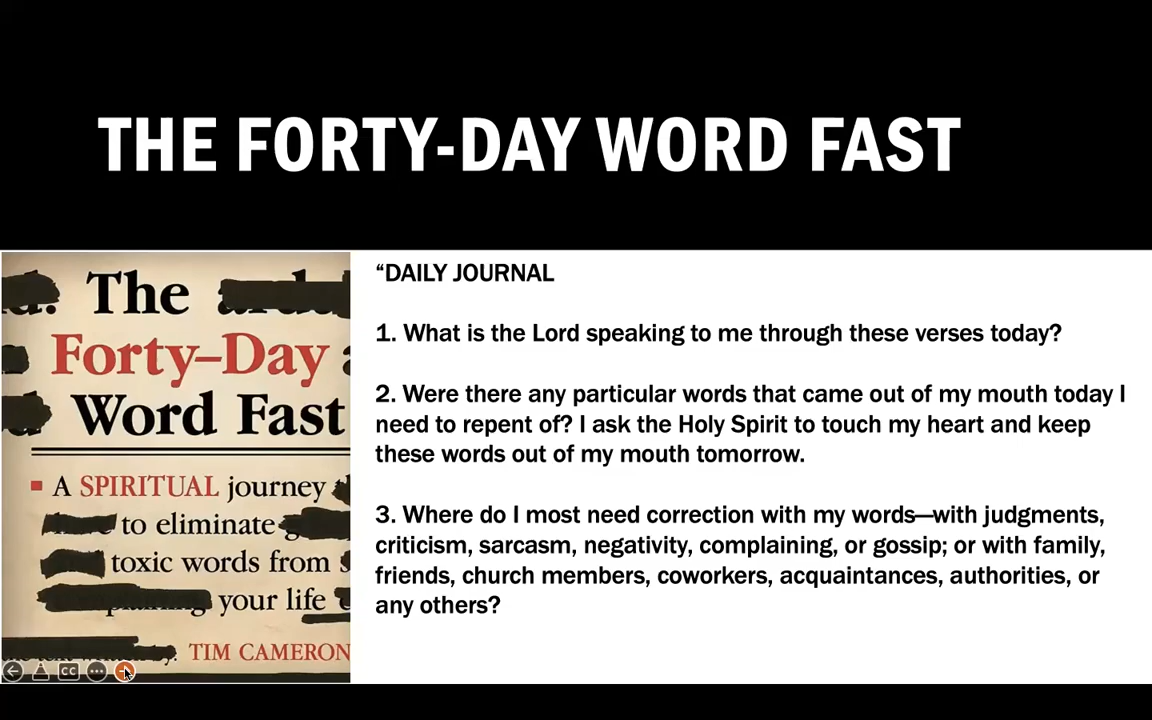 THE FORTY-DAY WORD FAST
The
Forty–Day
Word Fast
A SPIRITUAL journey
to eliminate
toxic words from
your life
TIM CAMERON
“DAILY JOURNAL
1. What is the Lord speaking to me through these verses today?
2. Were there any particular words that came out of my mouth today I
need to repent of? I ask the Holy Spirit to touch my heart and keep
these words out of my mouth tomorrow.
3. Where do I most need correction with my words—with judgments,
criticism, sarcasm, negativity, complaining, or gossip; or with family,
friends, church members, coworkers, acquaintances, authorities, or
any others?
CC